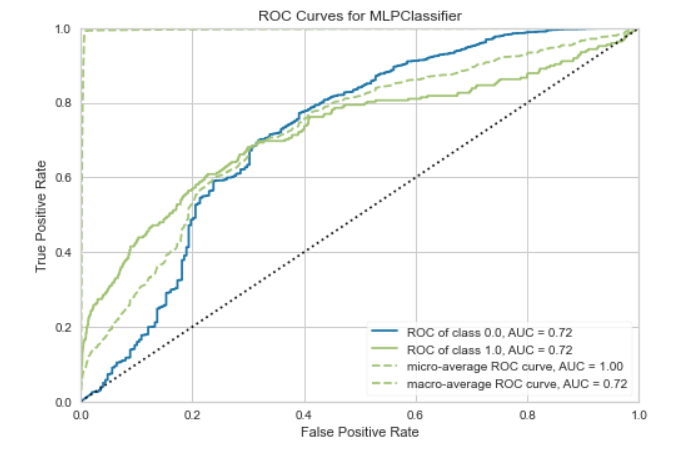 ROC Curves for MLPClassifier
1.0
0.8
0.6
0.4
0.2
0.0
True Positive Rate
ROC of class 0.0, AUC = 0.72
ROC of class 1.0, AUC = 0.72
micro-average ROC curve, AUC = 1.00
macro-average ROC curve, AUC = 0.72
0.0 0.2 0.4 0.6 0.8 1.0
False Positive Rate